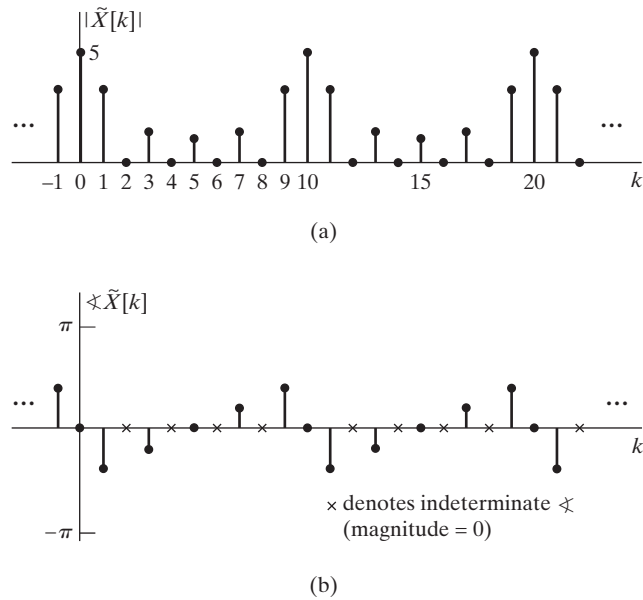 |X̃[k]|
5
... ...
–1 0 1 2 3 4 5 6 7 8 9 10 15 20 k
(a)
∢X̃[k]
π
... ...
k
× denotes indeterminate ∢
(magnitude = 0)
−π
(b)